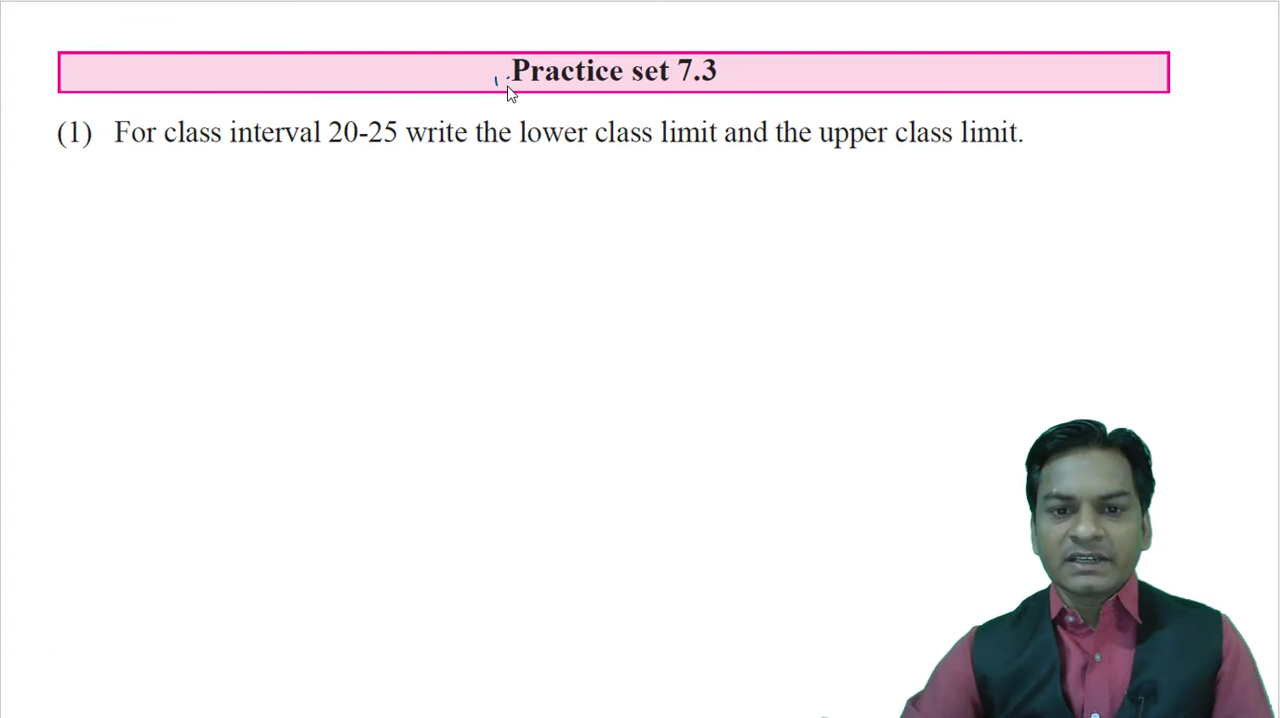 Practice set 7.3
(1) For class interval 20-25 write the lower class limit and the upper class limit.